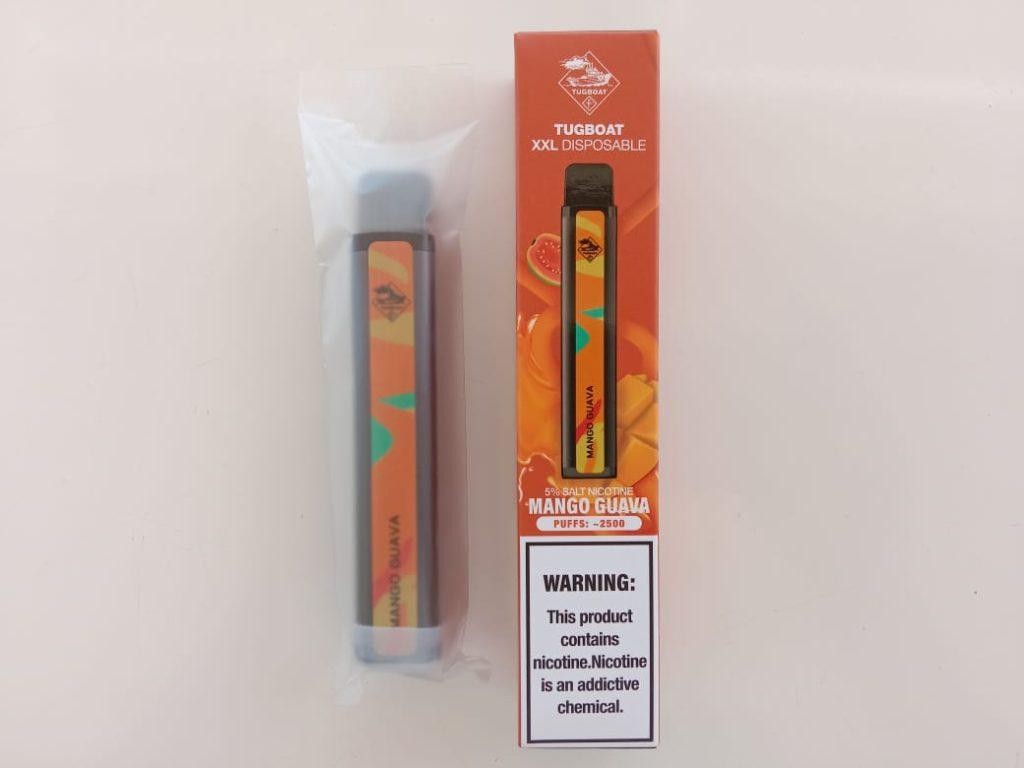 MANGO GUAVA
TUGBOAT
TUGBOAT
XXL DISPOSABLE
MANGO GUAVA
5% SALT NICOTINE
MANGO GUAVA
PUFFS: ~2500
WARNING:
This product
contains
nicotine.Nicotine
is an addictive
chemical.